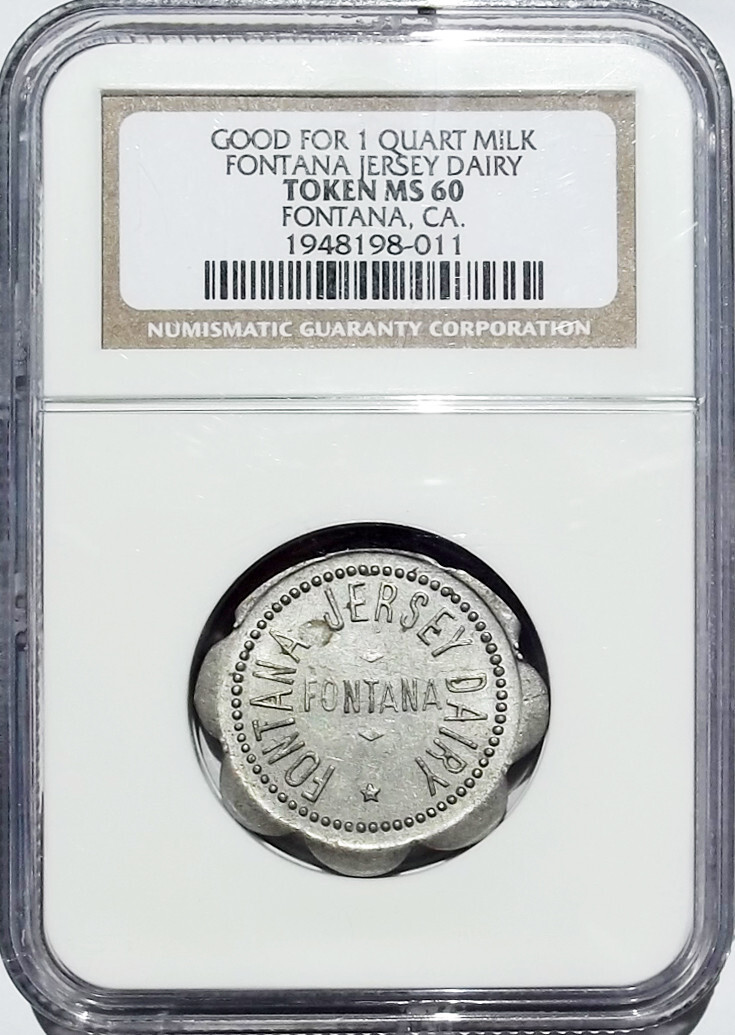 GOOD FOR 1 QUART MILK
FONTANA JERSEY DAIRY
TOKEN MS 60
FONTANA, CA.
1948198-011
NUMISMATIC GUARANTY CORPORATION
FONTANA JERSEY DAIRY
FONTANA